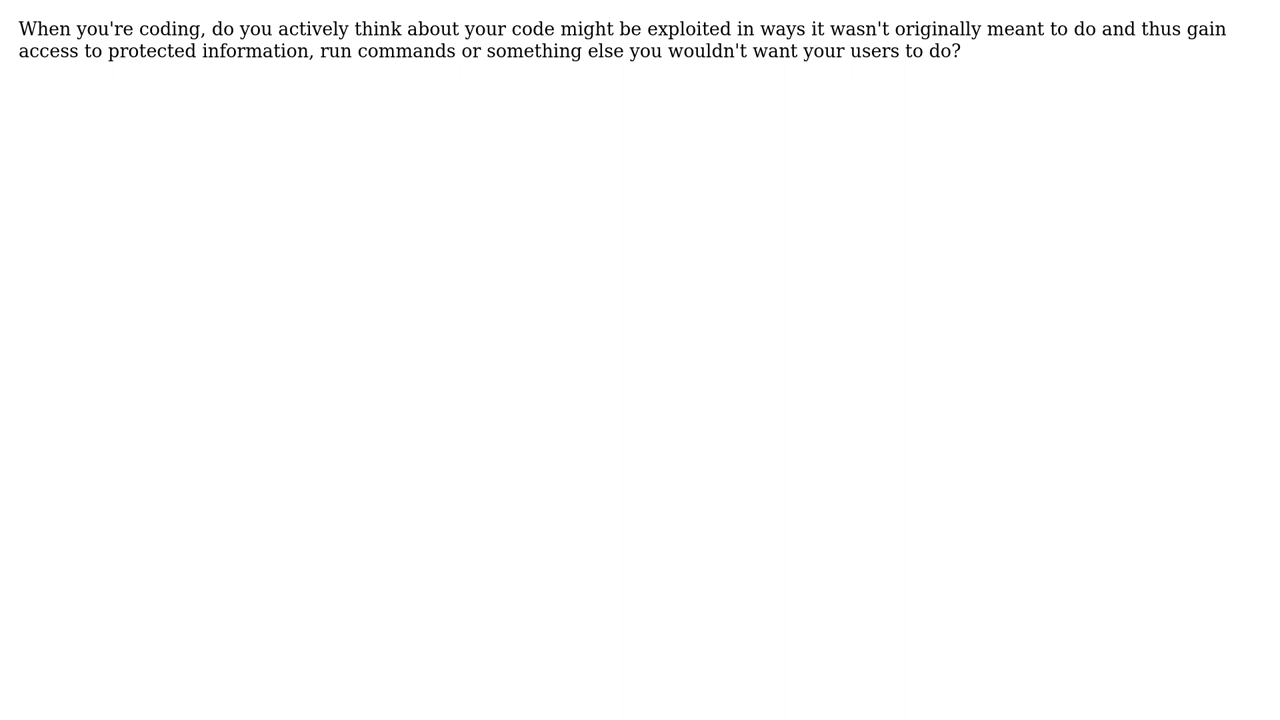 When you're coding, do you actively think about your code might be exploited in ways it wasn't originally meant to do and thus gain
access to protected information, run commands or something else you wouldn't want your users to do?